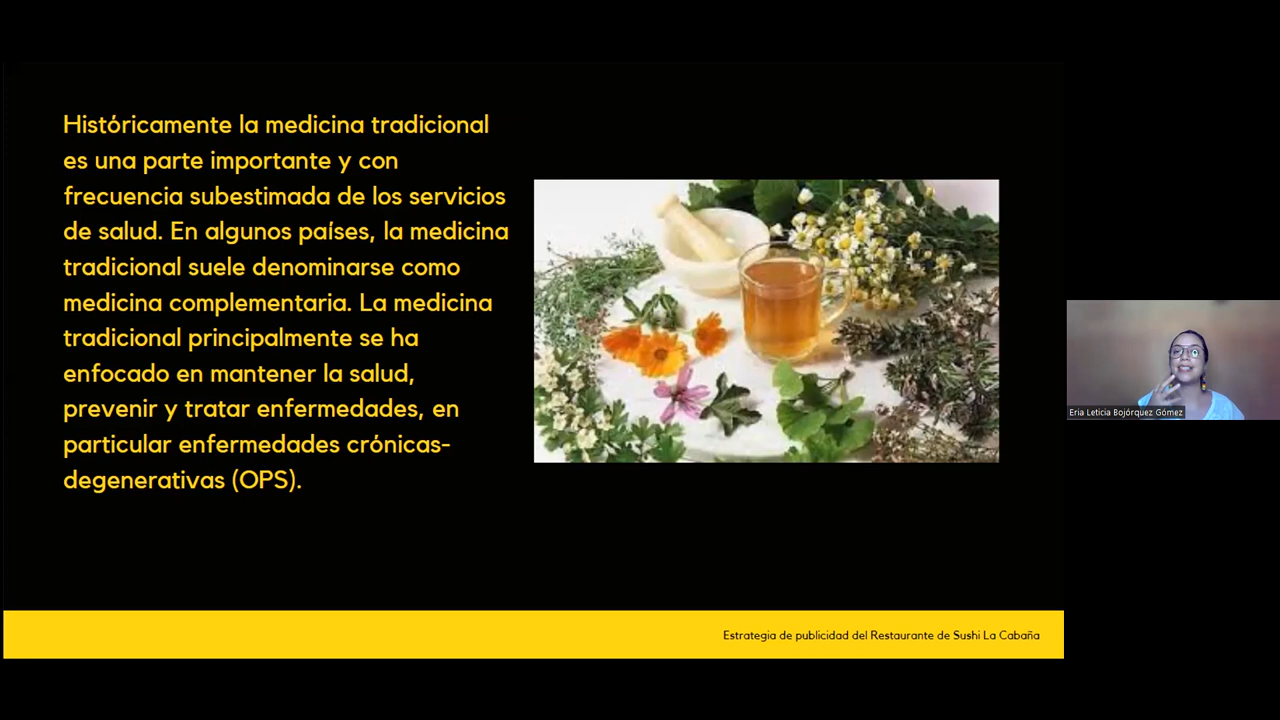 Históricamente la medicina tradicional
es una parte importante y con
frecuencia subestimada de los servicios
de salud. En algunos países, la medicina
tradicional suele denominarse como
medicina complementaria. La medicina
tradicional principalmente se ha
enfocado en mantener la salud,
prevenir y tratar enfermedades, en
particular enfermedades crónicas-
degenerativas (OPS).
Eria Leticia Bojórquez Gómez
Estrategia de publicidad del Restaurante de Sushi La Cabaña